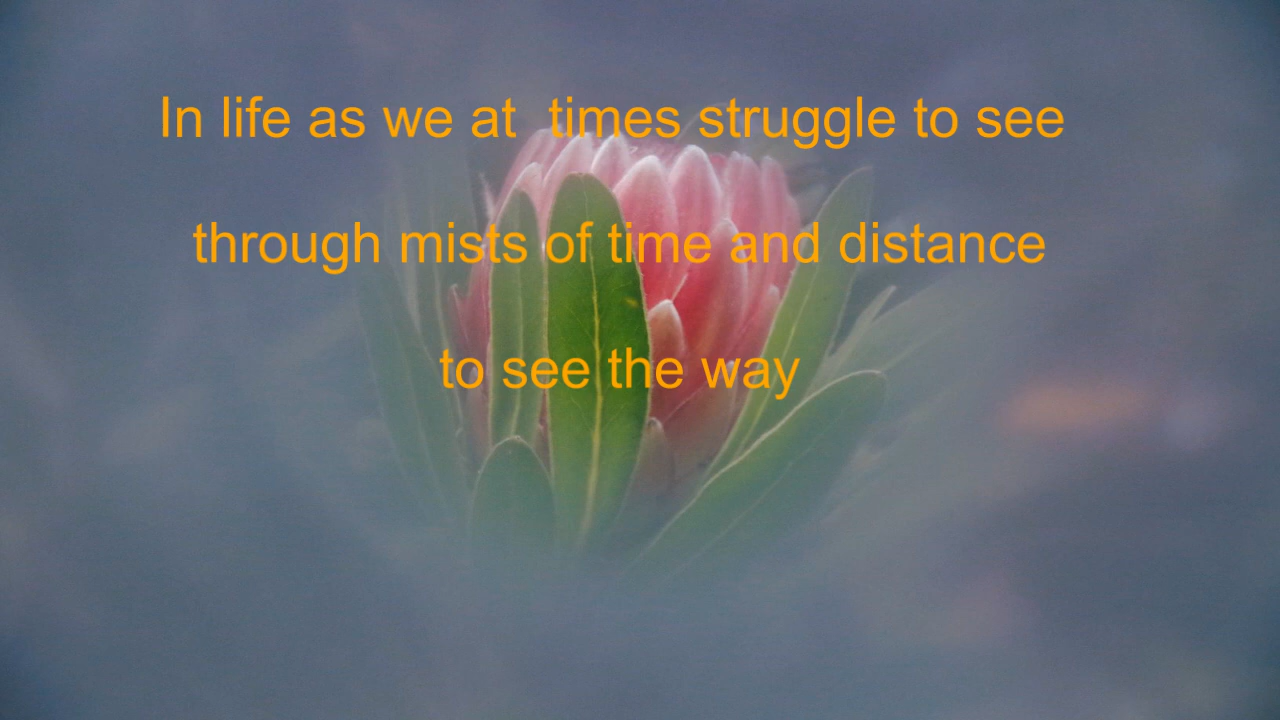 In life as we at  times struggle to see
through mists of time and distance
to see the way